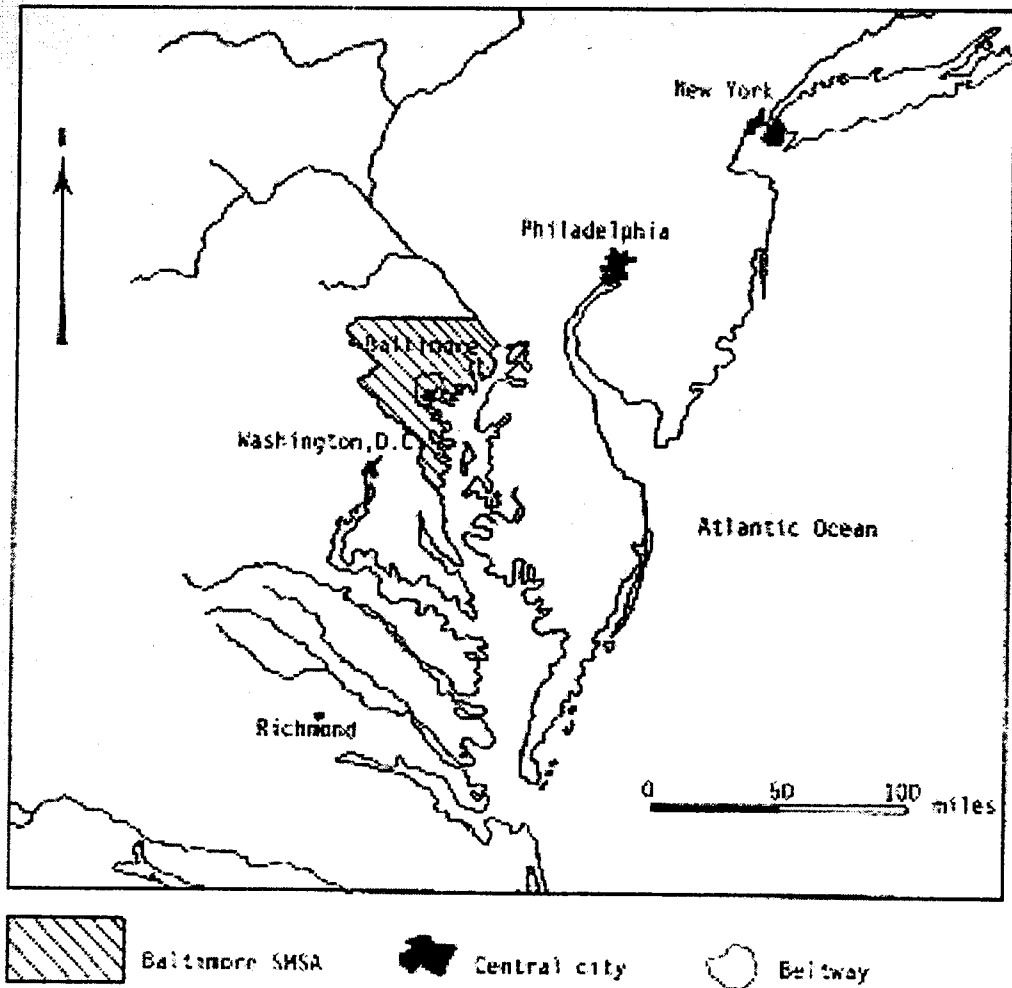 New York
Philadelphia
Baltimore
Washington, D.C.
Atlantic Ocean
Richmond
0 50 100 miles
Baltimore SMSA
Central city
Beltway